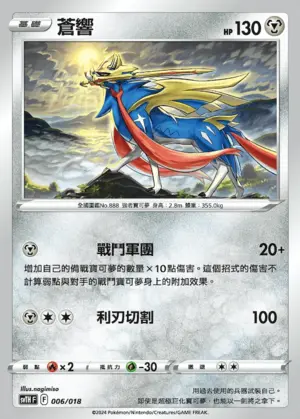 基礎 蒼響 HP 130
全國圖鑑No.888 強者寶可夢 身高：2.8m 體重：355.0kg
戰鬥軍團 20+
增加自己的備戰寶可夢的數量×10點傷害。這個招式的傷害不
計算弱點與對手的戰鬥寶可夢身上的附加效果。
利刃切割 100
弱點 ×2 抵抗力 -30 撤退
Illus.nagimiso
SV1H F F 006/018
©2024 Pokémon/Nintendo/Creatures/GAME FREAK.